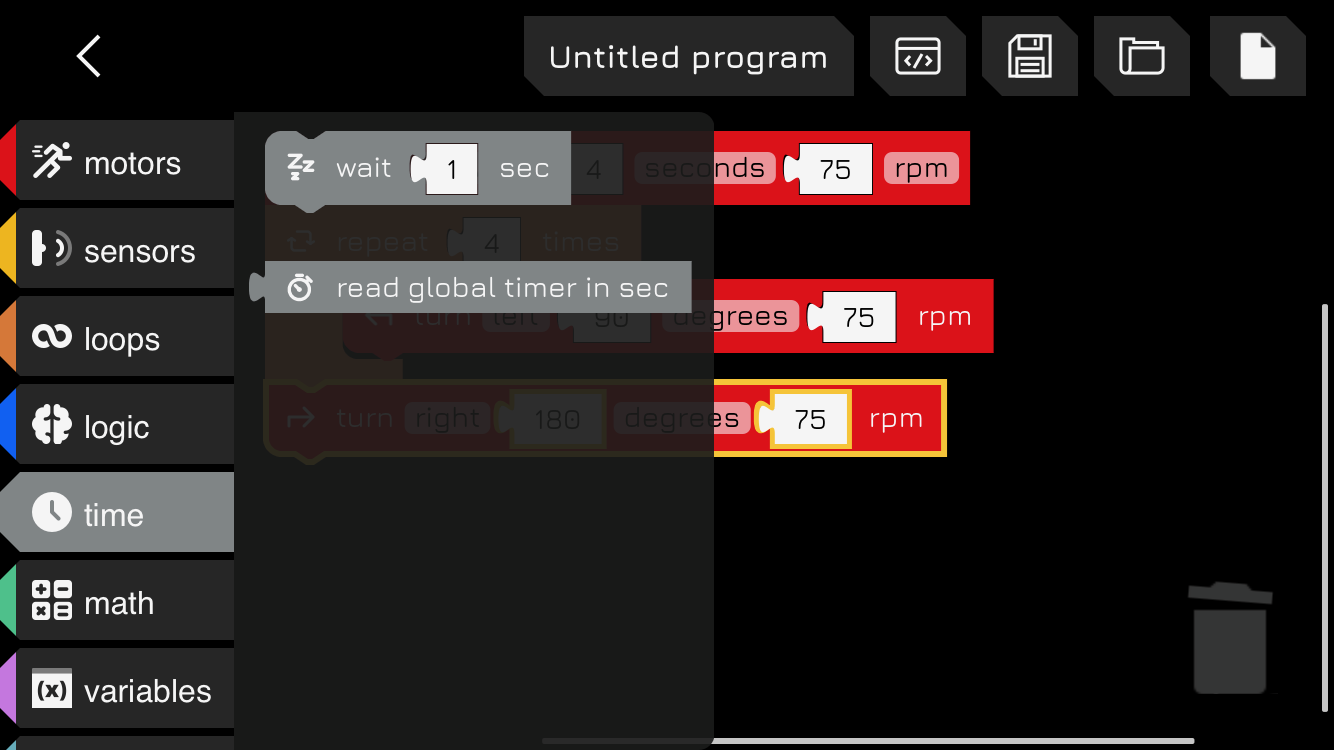 Untitled program
motors
sensors
loops
logic
time
math
variables
wait 1 sec 4 seconds 75 rpm
repeat 4 times
read global timer in sec
turn left 90 degrees 75 rpm
turn right 180 degrees 75 rpm